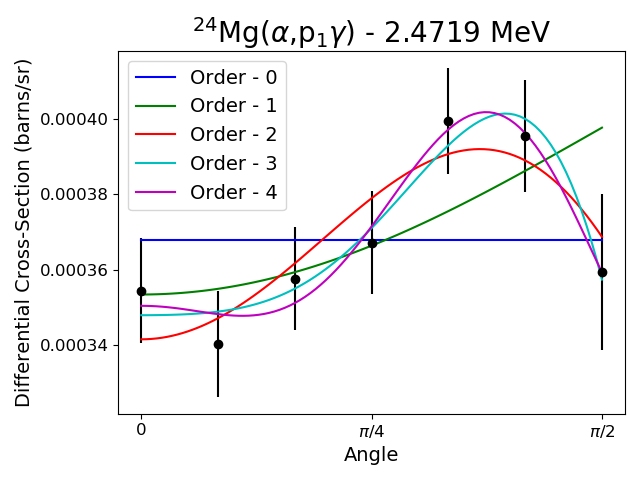 ²⁴Mg(α,p₁γ) - 2.4719 MeV
Order - 0
Order - 1
Order - 2
Order - 3
Order - 4
Differential Cross-Section (barns/sr)
0.00040
0.00038
0.00036
0.00034
0
π/4
π/2
Angle